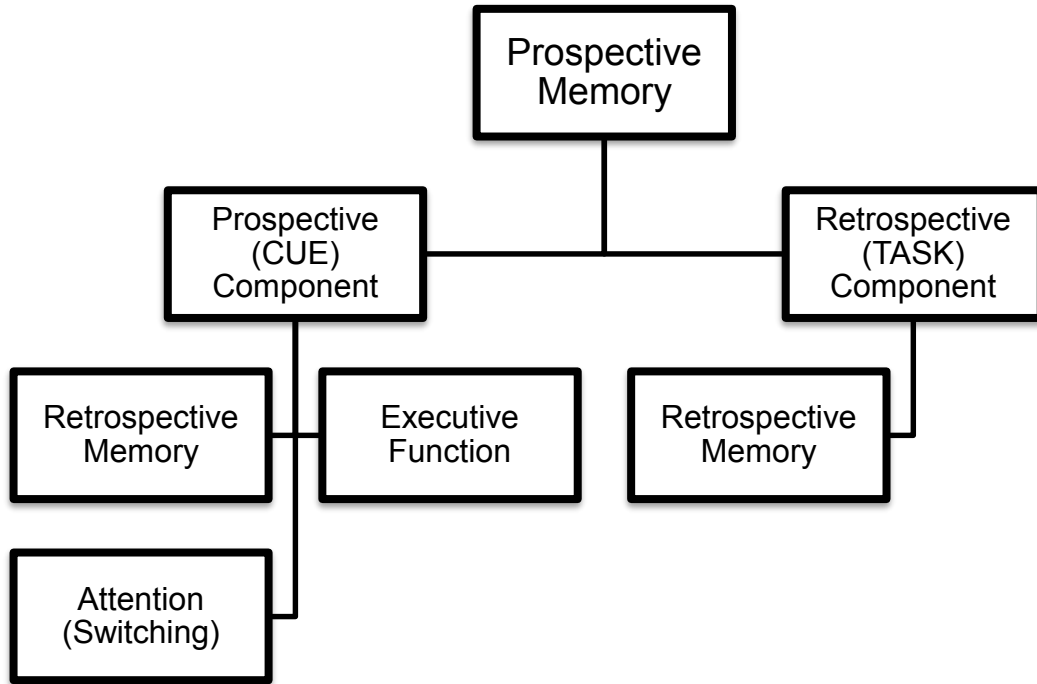 Prospective
Memory
Prospective
(CUE)
Component
Retrospective
(TASK)
Component
Retrospective
Memory
Executive
Function
Retrospective
Memory
Attention
(Switching)